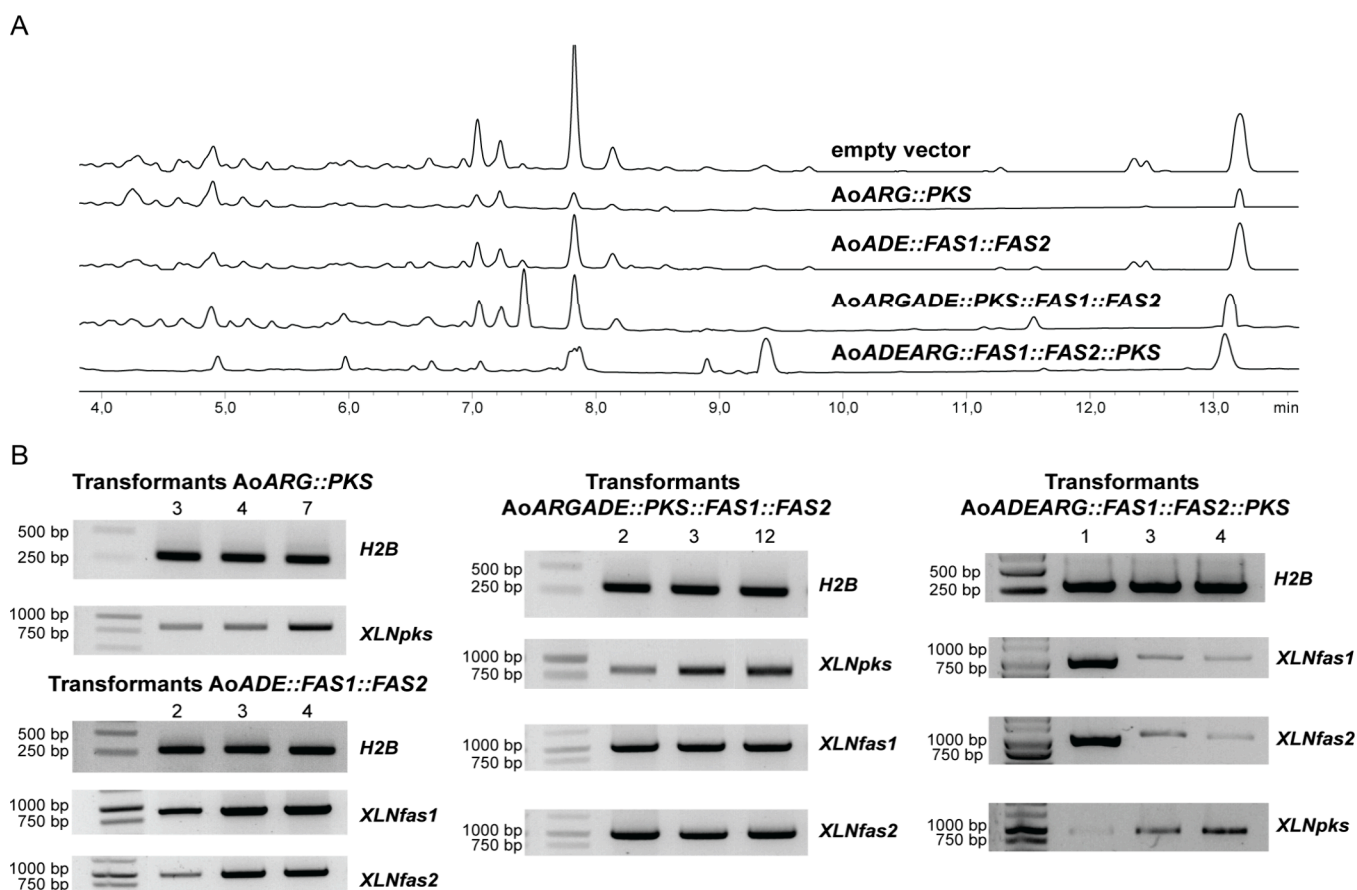 A
empty vector
AoARG::PKS
AoADE::FAS1::FAS2
AoARGADE::PKS::FAS1::FAS2
AoADEARG::FAS1::FAS2::PKS
4,0 5,0 6,0 7,0 8,0 9,0 10,0 11,0 12,0 13,0 min
B
Transformants AoARG::PKS
3 4 7
500 bp
250 bp
H2B
1000 bp
750 bp
XLNpks
Transformants AoADE::FAS1::FAS2
2 3 4
500 bp
250 bp
H2B
1000 bp
750 bp
XLNfas1
1000 bp
750 bp
XLNfas2
Transformants
AoARGADE::PKS::FAS1::FAS2
2 3 12
500 bp
250 bp
H2B
1000 bp
750 bp
XLNpks
1000 bp
750 bp
XLNfas1
1000 bp
750 bp
XLNfas2
Transformants
AoADEARG::FAS1::FAS2::PKS
1 3 4
500 bp
250 bp
H2B
1000 bp
750 bp
XLNfas1
1000 bp
750 bp
XLNfas2
1000 bp
750 bp
XLNpks